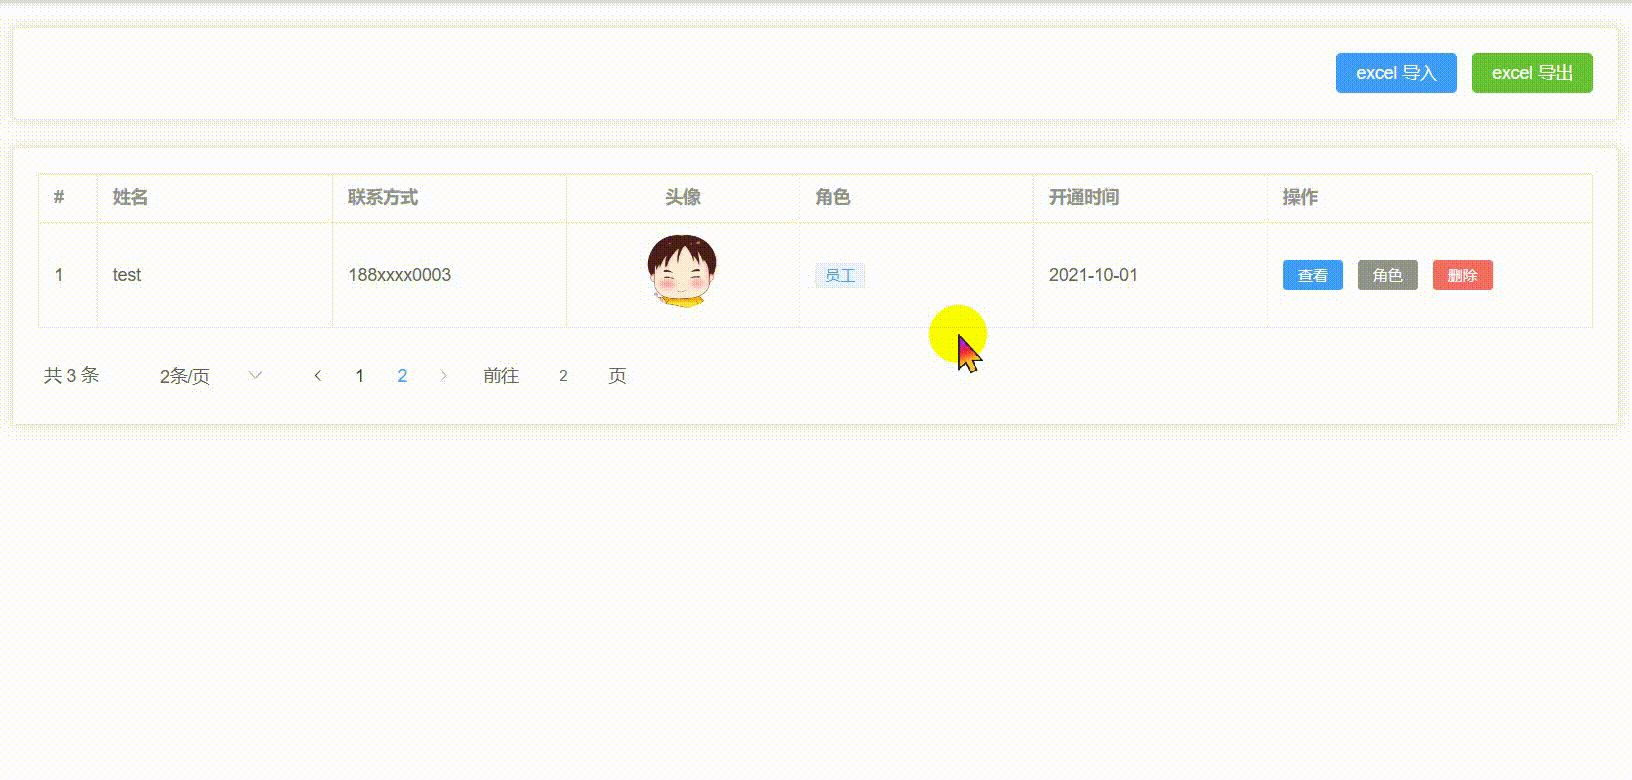 excel 导入 excel 导出
# 姓名 联系方式 头像 角色 开通时间 操作
1 test 188xxxx0003 员工 2021-10-01 查看 角色 删除
共 3 条 2条/页 1 2 前往 2 页